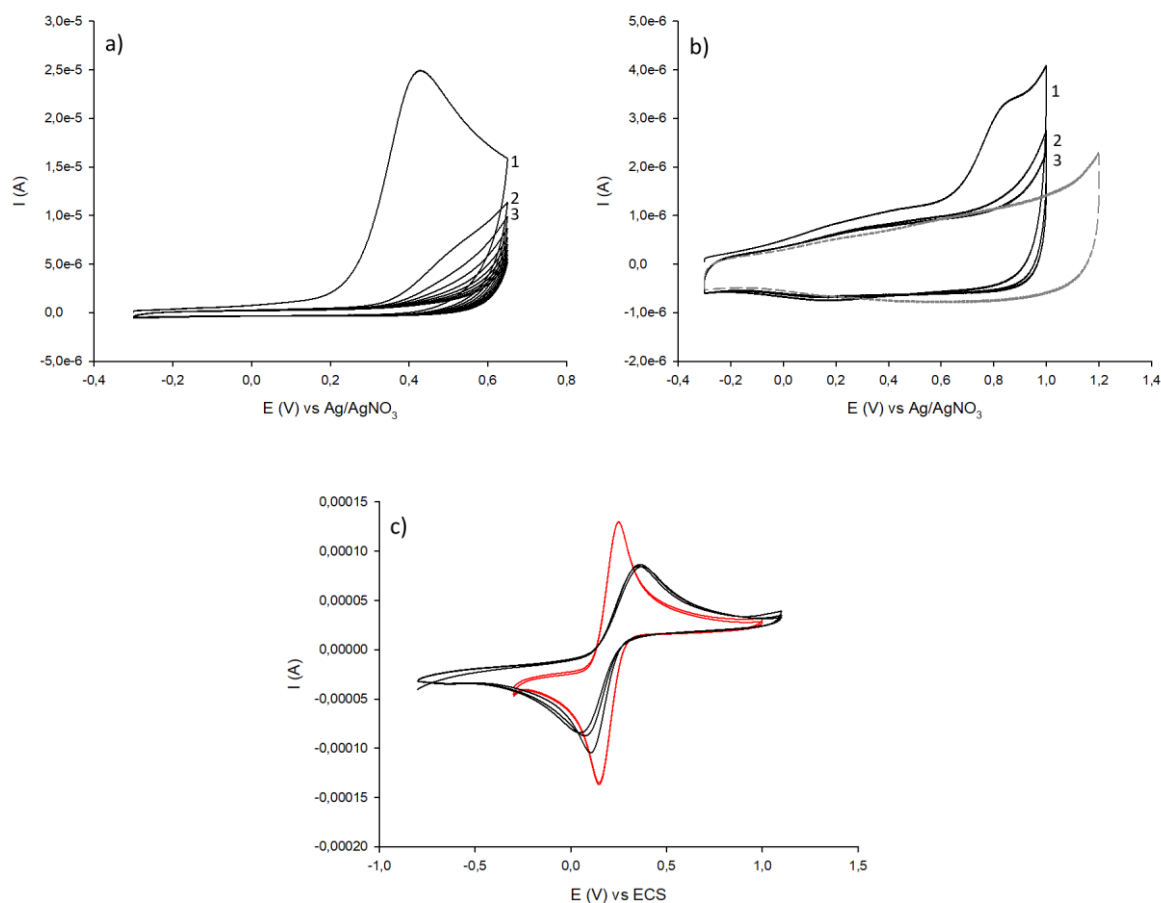 a)
3,0e-5
2,5e-5
2,0e-5
1,5e-5
1,0e-5
5,0e-6
0,0
-5,0e-6
I (A)
1
2
3
-0,4 -0,2 0,0 0,2 0,4 0,6 0,8
E (V) vs Ag/AgNO3
b)
5,0e-6
4,0e-6
3,0e-6
2,0e-6
1,0e-6
0,0
-1,0e-6
-2,0e-6
I (A)
1
2
3
-0,4 -0,2 0,0 0,2 0,4 0,6 0,8 1,0 1,2 1,4
E (V) vs Ag/AgNO3
c)
0,00015
0,00010
0,00005
0,00000
-0,00005
-0,00010
-0,00015
-0,00020
I (A)
-1,0 -0,5 0,0 0,5 1,0 1,5
E (V) vs ECS